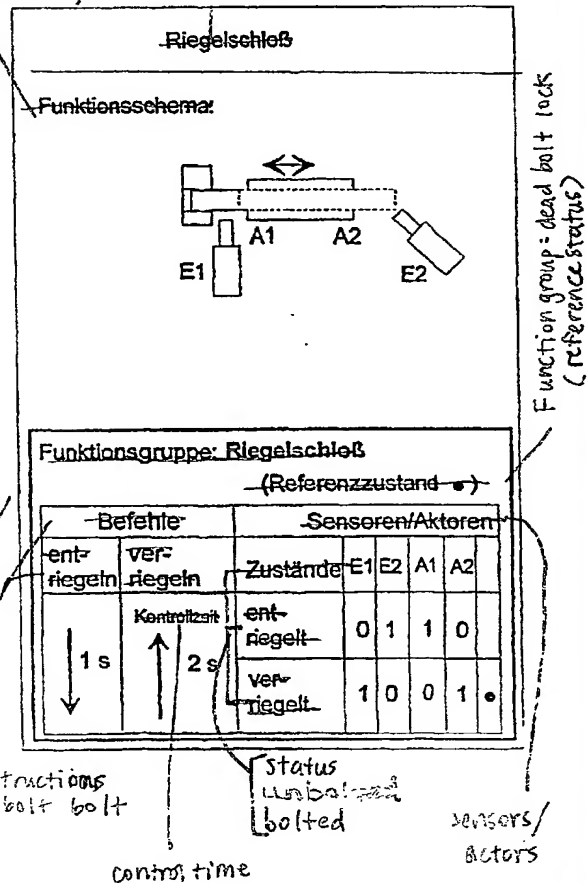 Riegelschloß
Funktionsschema:
A1 A2
E1 E2
Function group = dead bolt lock
(reference status)
Funktionsgruppe: Riegelschloß
(Referenzzustand •)
Befehle Sensoren/Aktoren
ent-
riegeln
ver-
riegeln
Zustände E1 E2 A1 A2
Kontrollzeit
1 s 2 s
ent-
riegelt 0 1 1 0
ver-
riegelt 1 0 0 1 •
bolt
status
bolted
control time
sensors/
actors